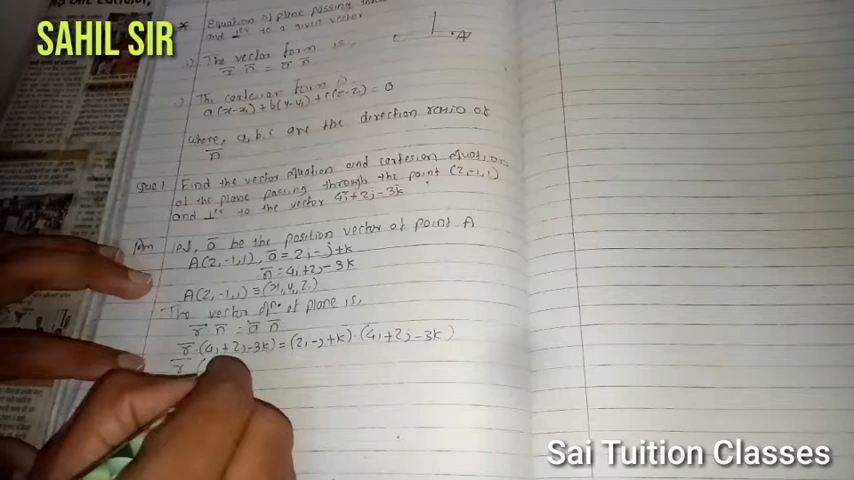 SAHIL SIR
* Equation of plane passing
and ⊥er to a given vector
1) The vector form is,
r̄ n̄ = ā n̄
A
) The cartesian form
a(x-x₁)+b(y-y₁)+c(z-z₁)=0
where, a,b,c are the direction ratio of
n̄
Que 1 Find the vector equation and cartesian equation
of the plane passing through the point (2,-1,1)
and ⊥er to the vector 4i+2j-3k
Ans let, ā be the position vector of point A
A(2,-1,1), ā = 2i-j+k
n̄ = 4i+2j-3k
A(2,-1,1) ≡ (x₁,y₁,z₁)
The vector eqn. of plane is,
r̄ n̄ = ā n̄
r̄·(4i+2j-3k) = (2i-j+k)·(4i+2j-3k)
r̄ (
Sai Tuition Classes